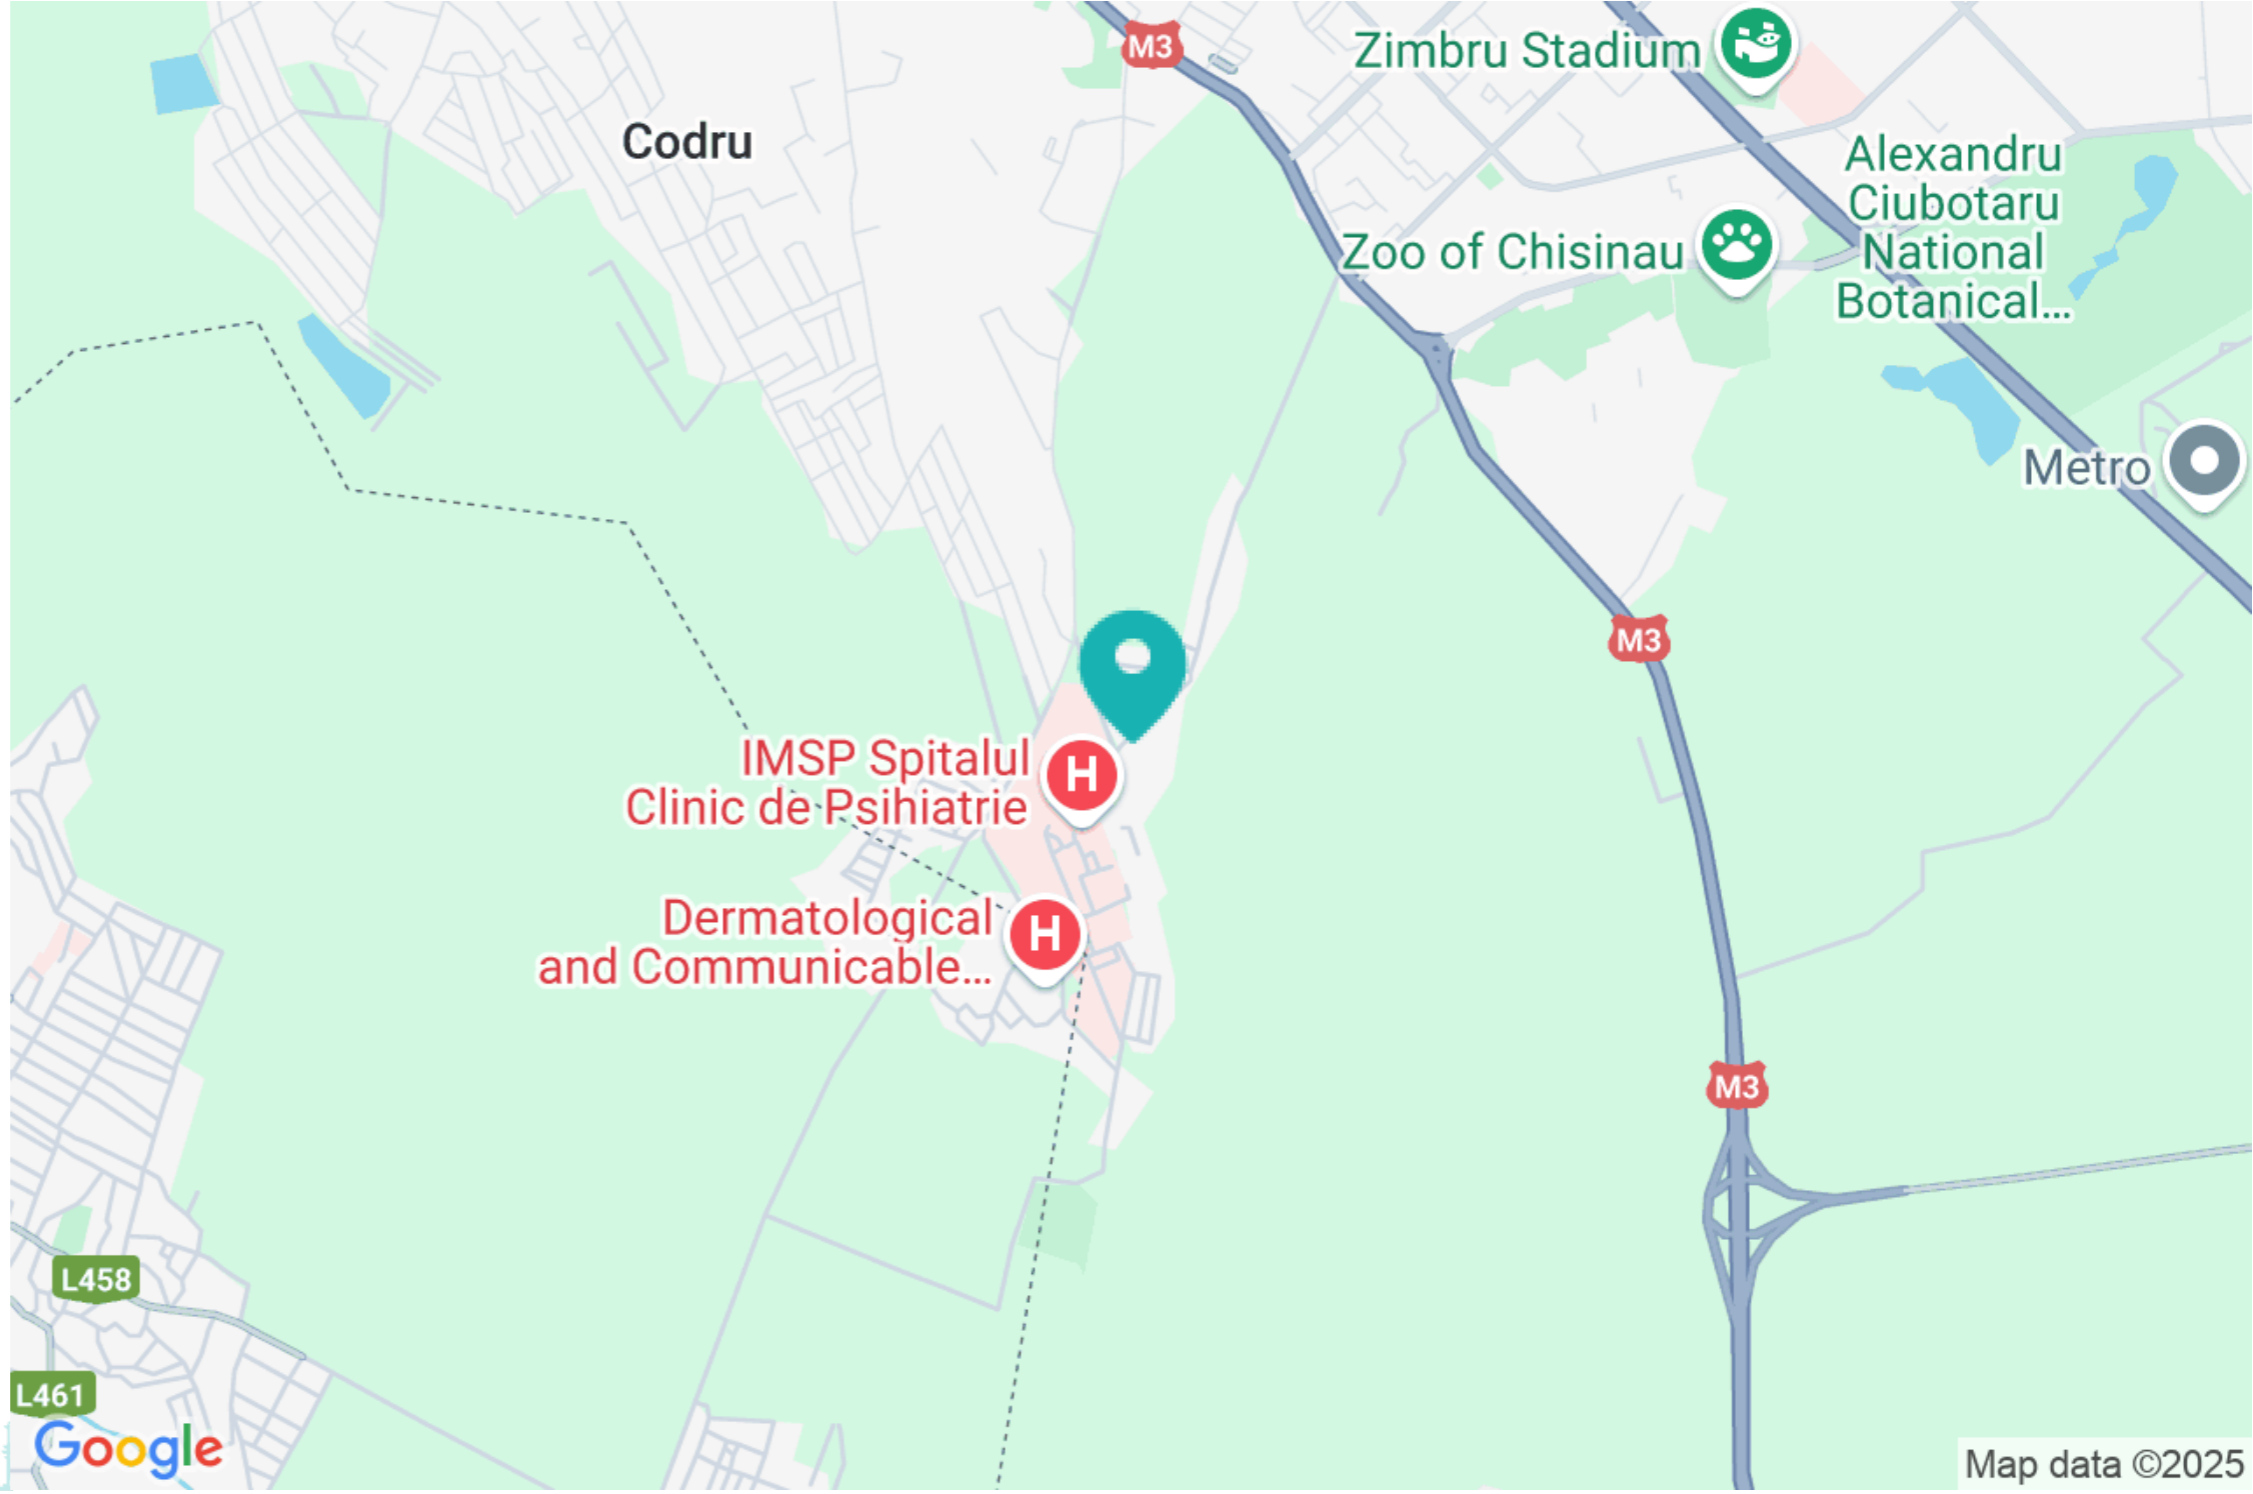 M3
Zimbru Stadium
Codru
Alexandru
Ciubotaru
National
Botanical...
Zoo of Chisinau
Metro
M3
IMSP Spitalul
Clinic de Psihiatrie
H
Dermatological
and Communicable...
H
M3
L458
L461
Google
Map data ©2025